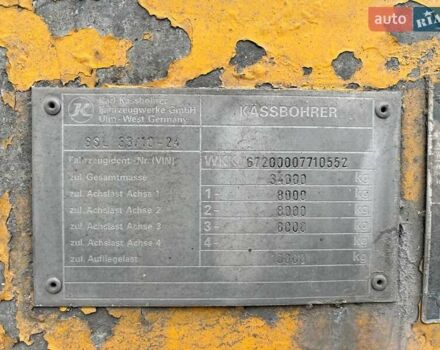 AUTO RIA
Karl Kässbohrer
Fahrzeugwerke GmbH
Ulm-West Germany
KÄSSBOHRER
SSL 33/10-24
Fahrzeugident.-Nr. (VIN) WKK 67200007710552
zul. Gesamtmasse 34000 kg
zul. Achslast Achse 1 1- 8000 kg
zul. Achslast Achse 2 2- 8000 kg
zul. Achslast Achse 3 3- kg
zul. Achslast Achse 4 4- kg
zul. Aufliegelast kg